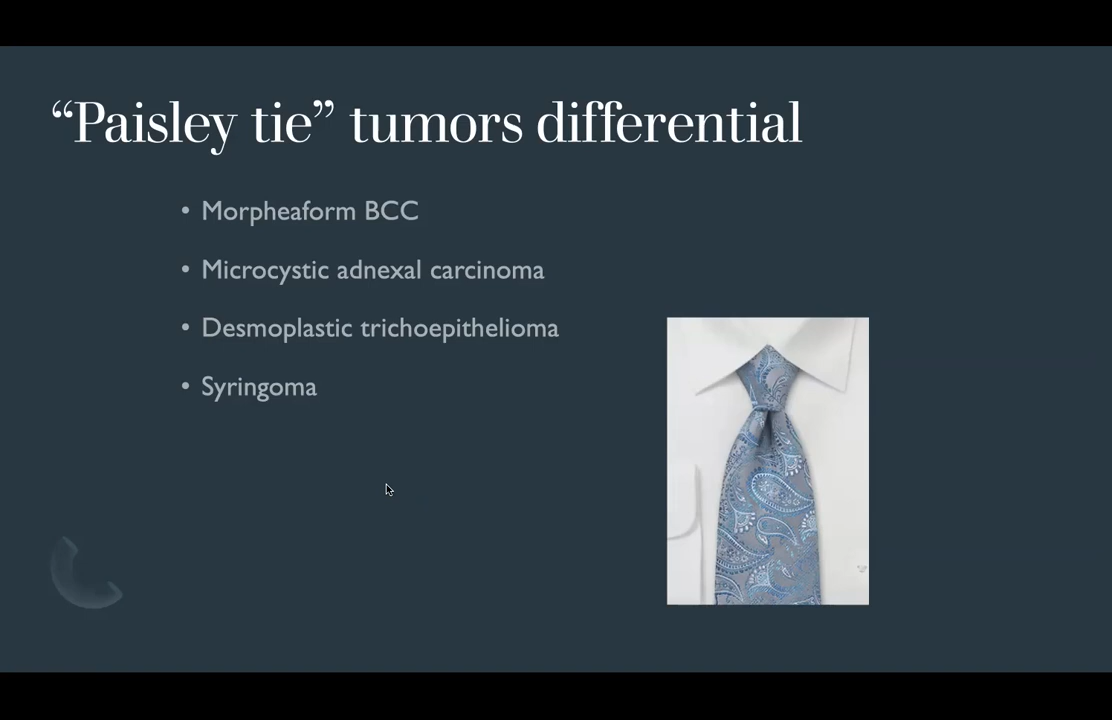 “Paisley tie” tumors differential
• Morpheaform BCC
• Microcystic adnexal carcinoma
• Desmoplastic trichoepithelioma
• Syringoma